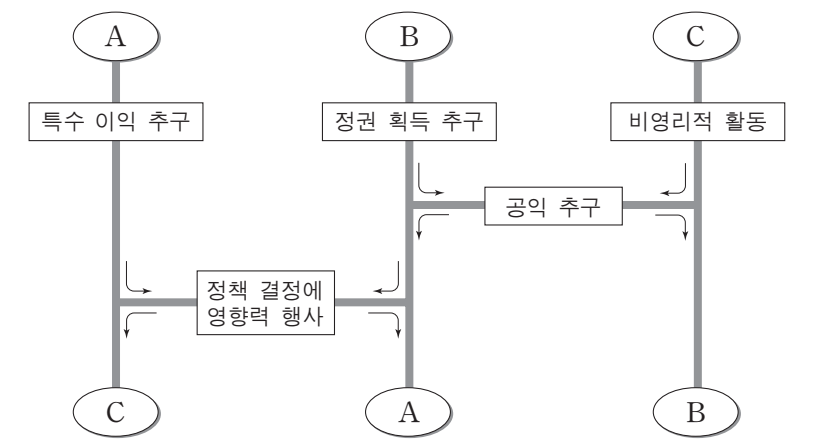 A
B
C
특수 이익 추구
정권 획득 추구
비영리적 활동
공익 추구
정책 결정에
영향력 행사
C
A
B